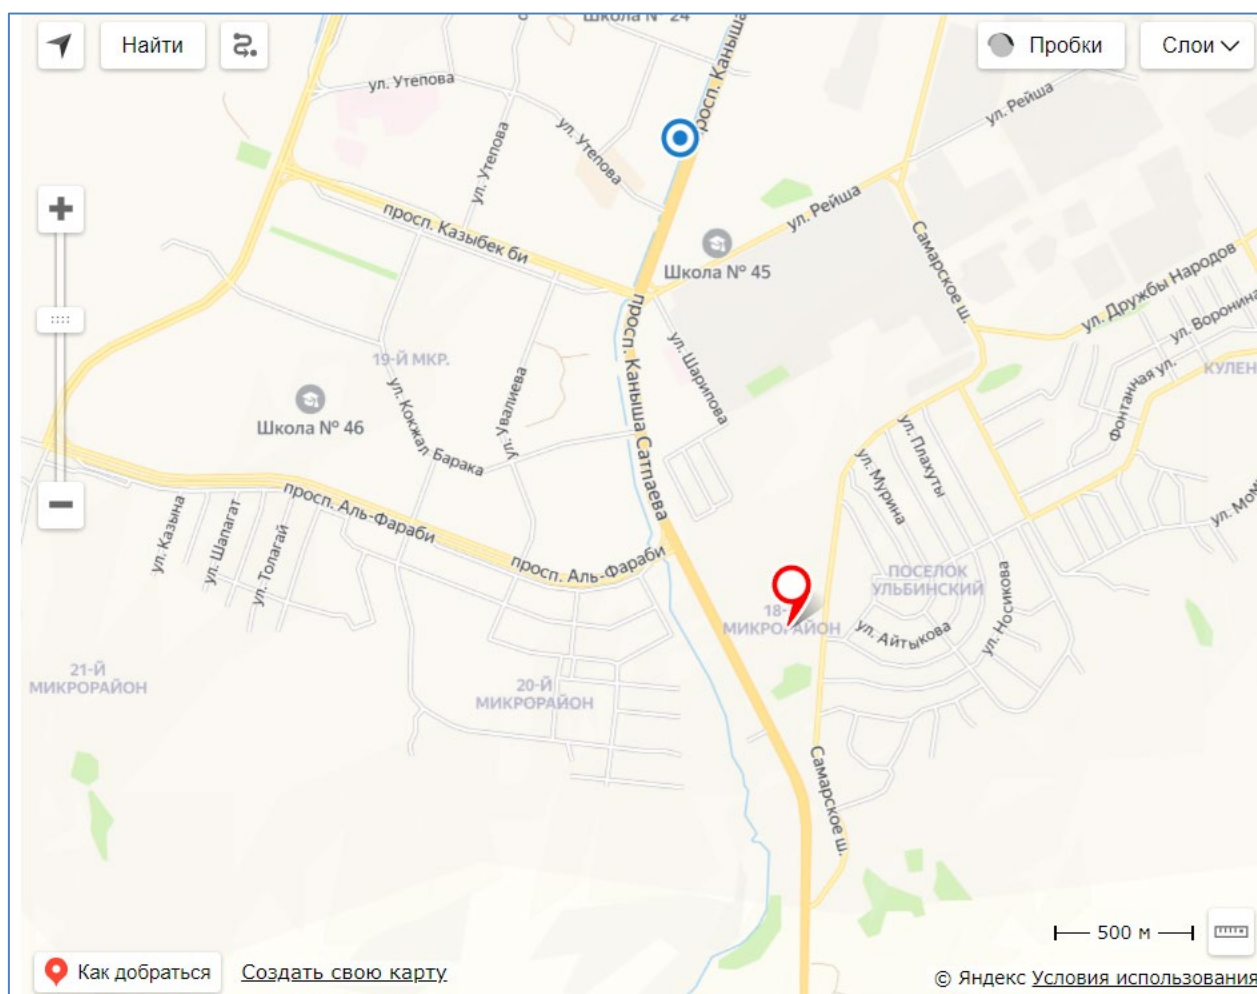 Школа № 24
Найти
Пробки
Слои
просп. Каныша
ул. Утепова
ул. Утепова
ул. Утепова
ул. Рейша
ул. Рейша
просп. Казыбек би
Школа № 45
Самарское ш.
ул. Дружбы Народов
ул. Воронина
просп. Каныша Сатпаева
ул. Шарипова
19-Й МКР.
КУЛЕН
Фонтанная ул.
Школа № 46
ул. Кокжал Барака
ул. Увалиева
ул. Плахуты
ул. Мурина
просп. Аль-Фараби
просп. Аль-Фараби
ул. Казына
ул. Шапагат
ул. Толагай
ПОСЕЛОК
УЛЬБИНСКИЙ
ул. Носикова
18-
МИКРОРАЙОН
ул. Айтыкова
21-Й
МИКРОРАЙОН
20-Й
МИКРОРАЙОН
Самарское ш.
500 м
Как добраться
Создать свою карту
© Яндекс Условия использования